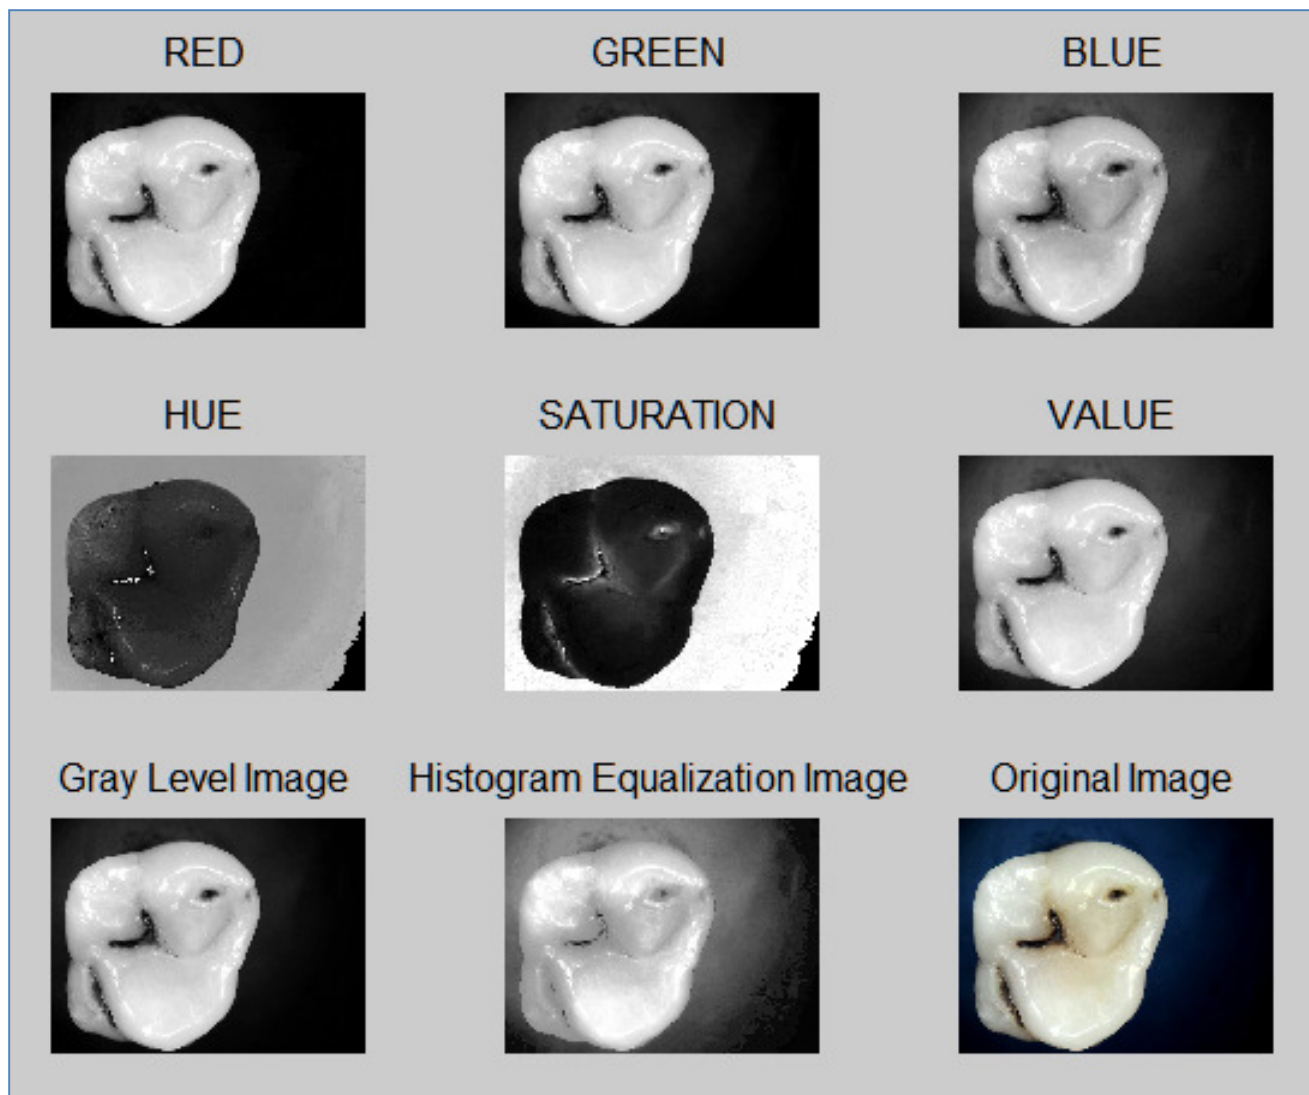 RED GREEN BLUE
HUE SATURATION VALUE
Gray Level Image Histogram Equalization Image Original Image